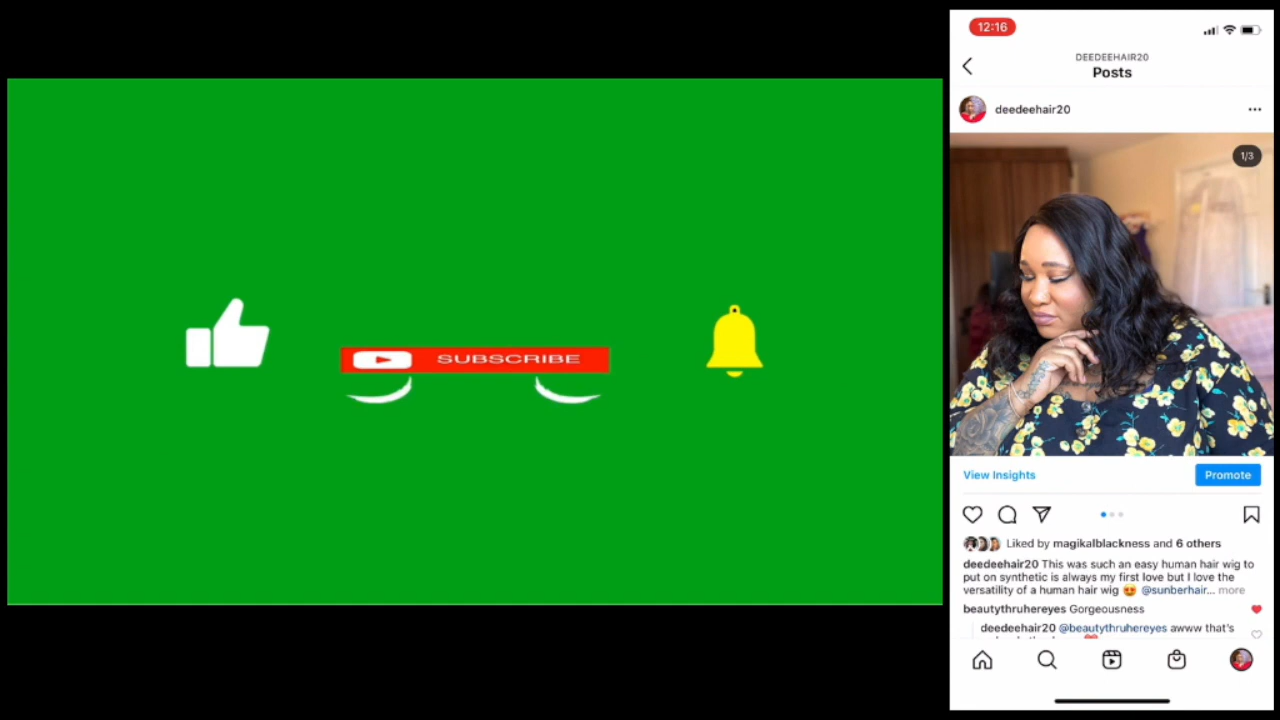 SUBSCRIBE
12:16
DEEDEEHAIR20
Posts
deedeehair20
1/3
View Insights
Promote
Liked by magikalblackness and 6 others
deedeehair20 This was such an easy human hair wig to
put on synthetic is always my first love but I love the
versatility of a human hair wig 😍 @sunberhair... more
beautythruhereyes Gorgeousness
deedeehair20 @beautythruhereyes awww that's